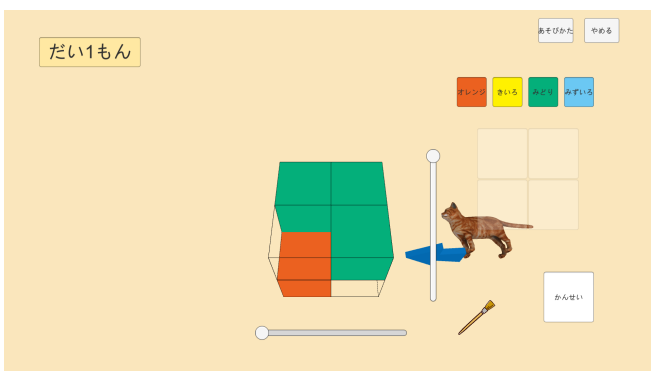 だい1もん
あそびかた
やめる
オレンジ
きいろ
みどり
みずいろ
かんせい